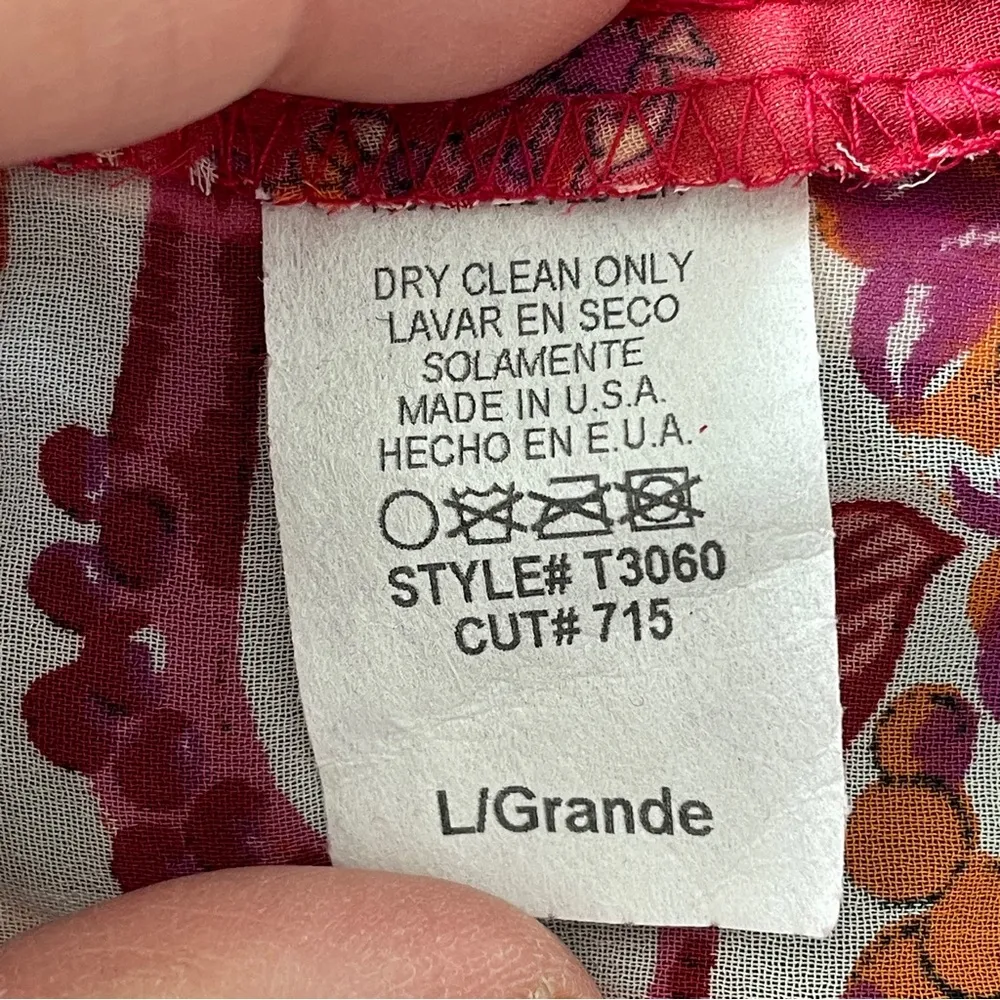 DRY CLEAN ONLY
LAVAR EN SECO
SOLAMENTE
MADE IN U.S.A.
HECHO EN E.U.A.
STYLE# T3060
CUT# 715
L/Grande